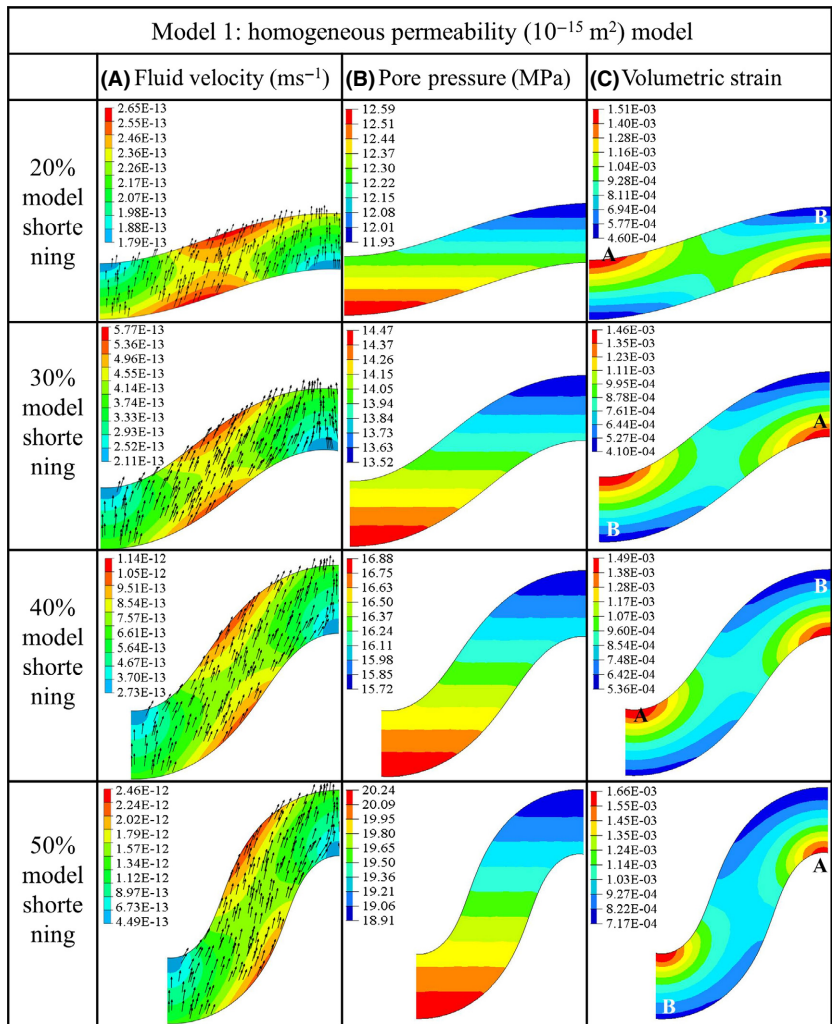 Model 1: homogeneous permeability (10⁻¹⁵ m²) model
(A) Fluid velocity (ms⁻¹)
(B) Pore pressure (MPa)
(C) Volumetric strain
20%
model
shorte
ning
2.65E-13
2.55E-13
2.46E-13
2.36E-13
2.26E-13
2.17E-13
2.07E-13
1.98E-13
1.88E-13
1.79E-13
12.59
12.51
12.44
12.37
12.30
12.22
12.15
12.08
12.01
11.93
1.51E-03
1.40E-03
1.28E-03
1.16E-03
1.04E-03
9.28E-04
8.11E-04
6.94E-04
5.77E-04
4.60E-04
A
B
30%
model
shorte
ning
5.77E-13
5.36E-13
4.96E-13
4.55E-13
4.14E-13
3.74E-13
3.33E-13
2.93E-13
2.52E-13
2.11E-13
14.47
14.37
14.26
14.15
14.05
13.94
13.84
13.73
13.63
13.52
1.46E-03
1.35E-03
1.23E-03
1.11E-03
9.95E-04
8.78E-04
7.61E-04
6.44E-04
5.27E-04
4.10E-04
A
B
40%
model
shorte
ning
1.14E-12
1.05E-12
9.51E-13
8.54E-13
7.57E-13
6.61E-13
5.64E-13
4.67E-13
3.70E-13
2.73E-13
16.88
16.75
16.63
16.50
16.37
16.24
16.11
15.98
15.85
15.72
1.49E-03
1.38E-03
1.28E-03
1.17E-03
1.07E-03
9.60E-04
8.54E-04
7.48E-04
6.42E-04
5.36E-04
B
A
50%
model
shorte
ning
2.46E-12
2.24E-12
2.02E-12
1.79E-12
1.57E-12
1.34E-12
1.12E-12
8.97E-13
6.73E-13
4.49E-13
20.24
20.09
19.95
19.80
19.65
19.50
19.36
19.21
19.06
18.91
1.66E-03
1.55E-03
1.45E-03
1.35E-03
1.24E-03
1.14E-03
1.03E-03
9.27E-04
8.22E-04
7.17E-04
A
B